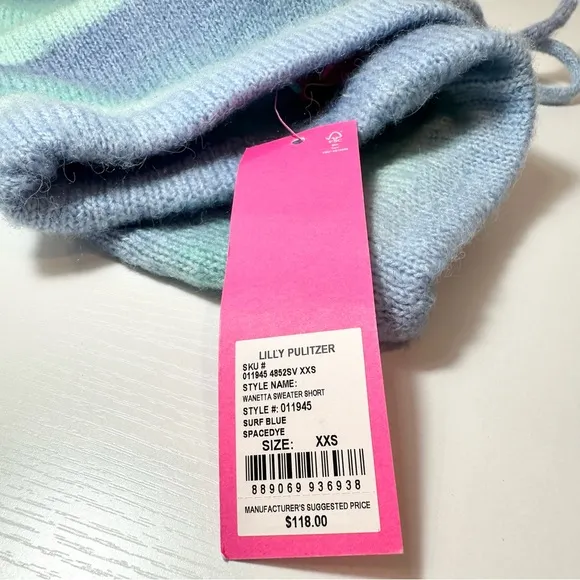 LILLY PULITZER
SKU #
011945 4852SV XXS
STYLE NAME:
WANETTA SWEATER SHORT
STYLE #: 011945
SURF BLUE
SPACEDYE
SIZE: XXS
889069 936938
MANUFACTURER'S SUGGESTED PRICE
$118.00